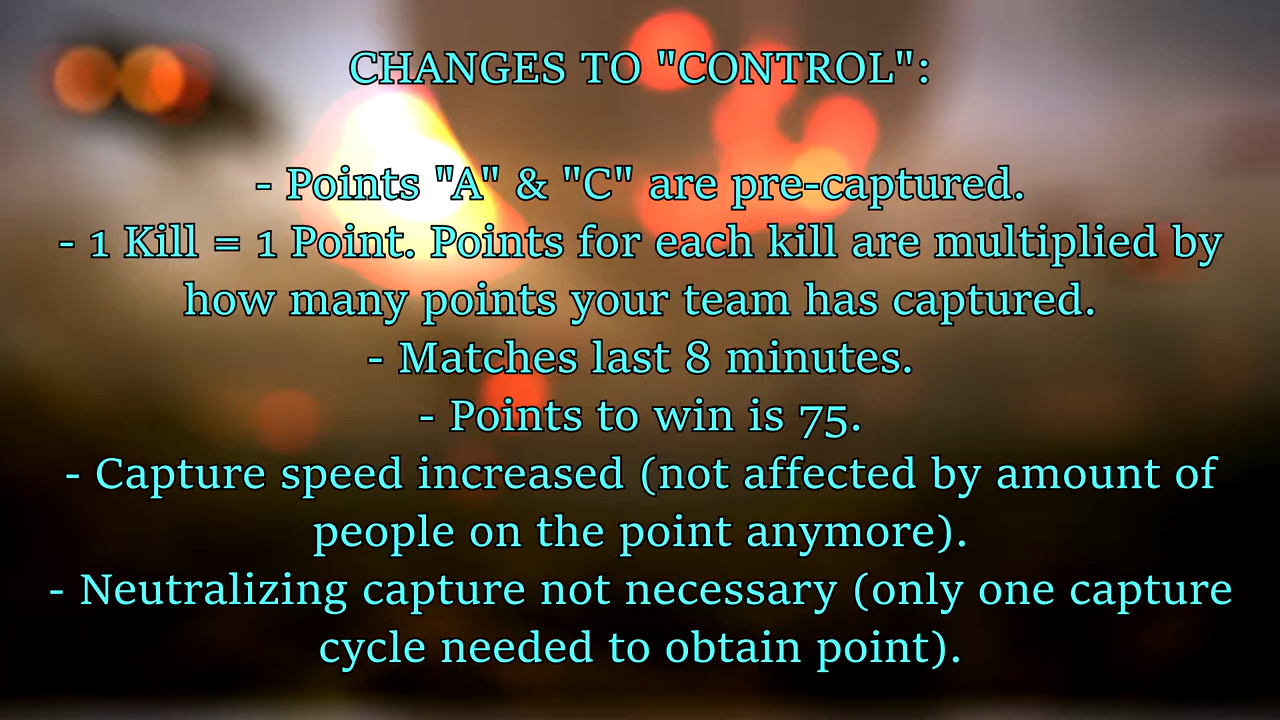 CHANGES TO "CONTROL":
- Points "A" & "C" are pre-captured.
- 1 Kill = 1 Point. Points for each kill are multiplied by
how many points your team has captured.
- Matches last 8 minutes.
- Points to win is 75.
- Capture speed increased (not affected by amount of
people on the point anymore).
- Neutralizing capture not necessary (only one capture
cycle needed to obtain point).